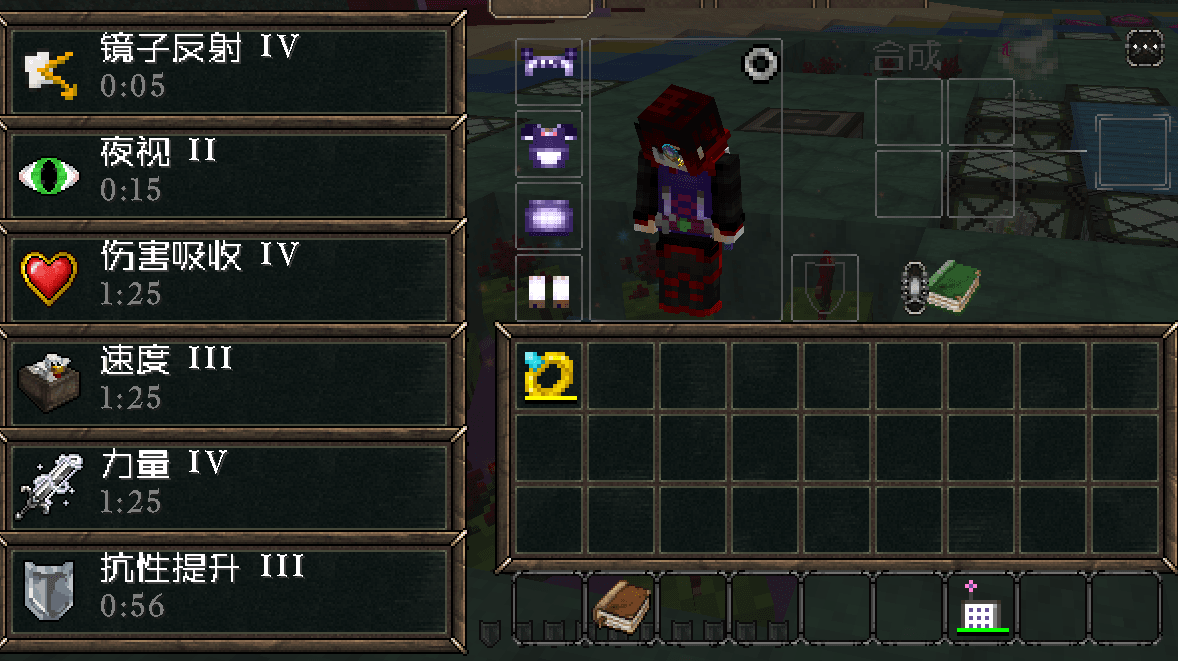 镜子反射 IV
0:05
夜视 II
0:15
伤害吸收 IV
1:25
速度 III
1:25
力量 IV
1:25
抗性提升 III
0:56
合成